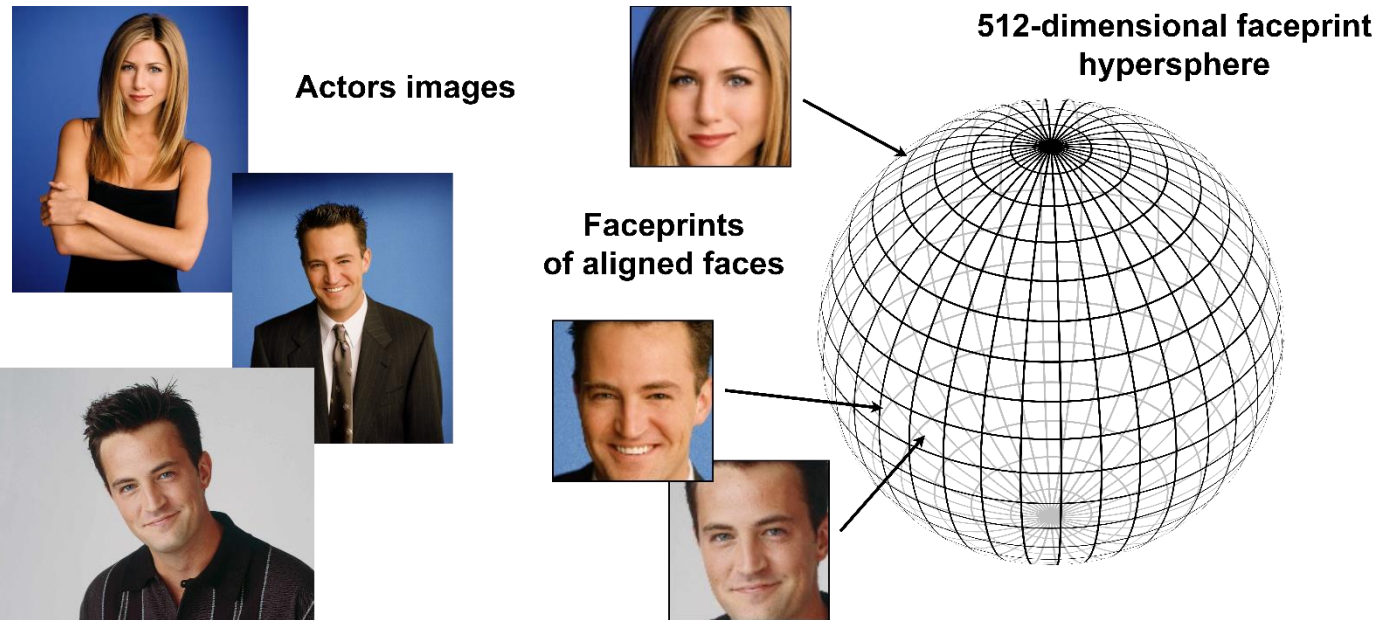 Actors images
Faceprints
of aligned faces
512-dimensional faceprint
hypersphere